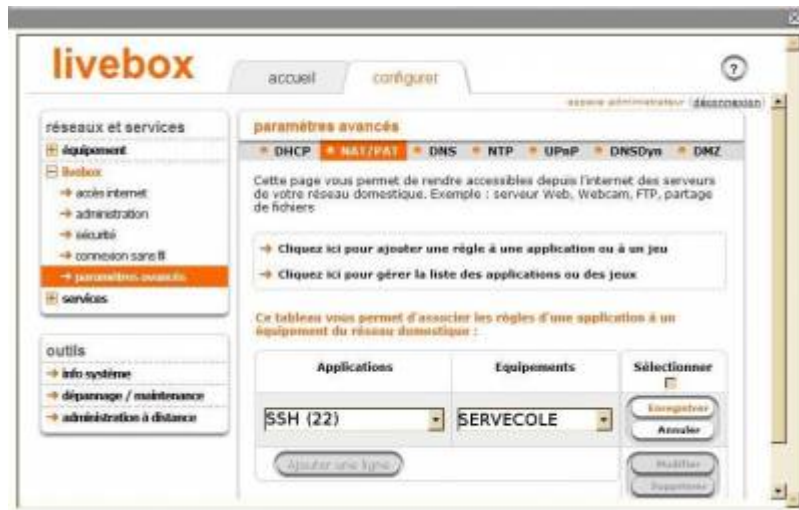 livebox
accueil
configurer
?
espace administrateur (déconnexion)
réseaux et services
équipement
livebox
accès internet
administration
sécurité
connexion sans fil
paramètres avancés
services
outils
info système
dépannage / maintenance
administration à distance
paramètres avancés
DHCP NAT/PAT DNS NTP UPnP DNSDyn DMZ
Cette page vous permet de rendre accessibles depuis l'internet des serveurs
de votre réseau domestique. Exemple : serveur Web, Webcam, FTP, partage
de fichiers
Cliquez ici pour ajouter une règle à une application ou à un jeu
Cliquez ici pour gérer la liste des applications ou des jeux
Ce tableau vous permet d'associer les règles d'une application à un
équipement du réseau domestique :
Applications Equipements Sélectionner
SSH (22) SERVECOLE Enregistrer
Annuler
Ajouter une ligne Modifier
Supprimer